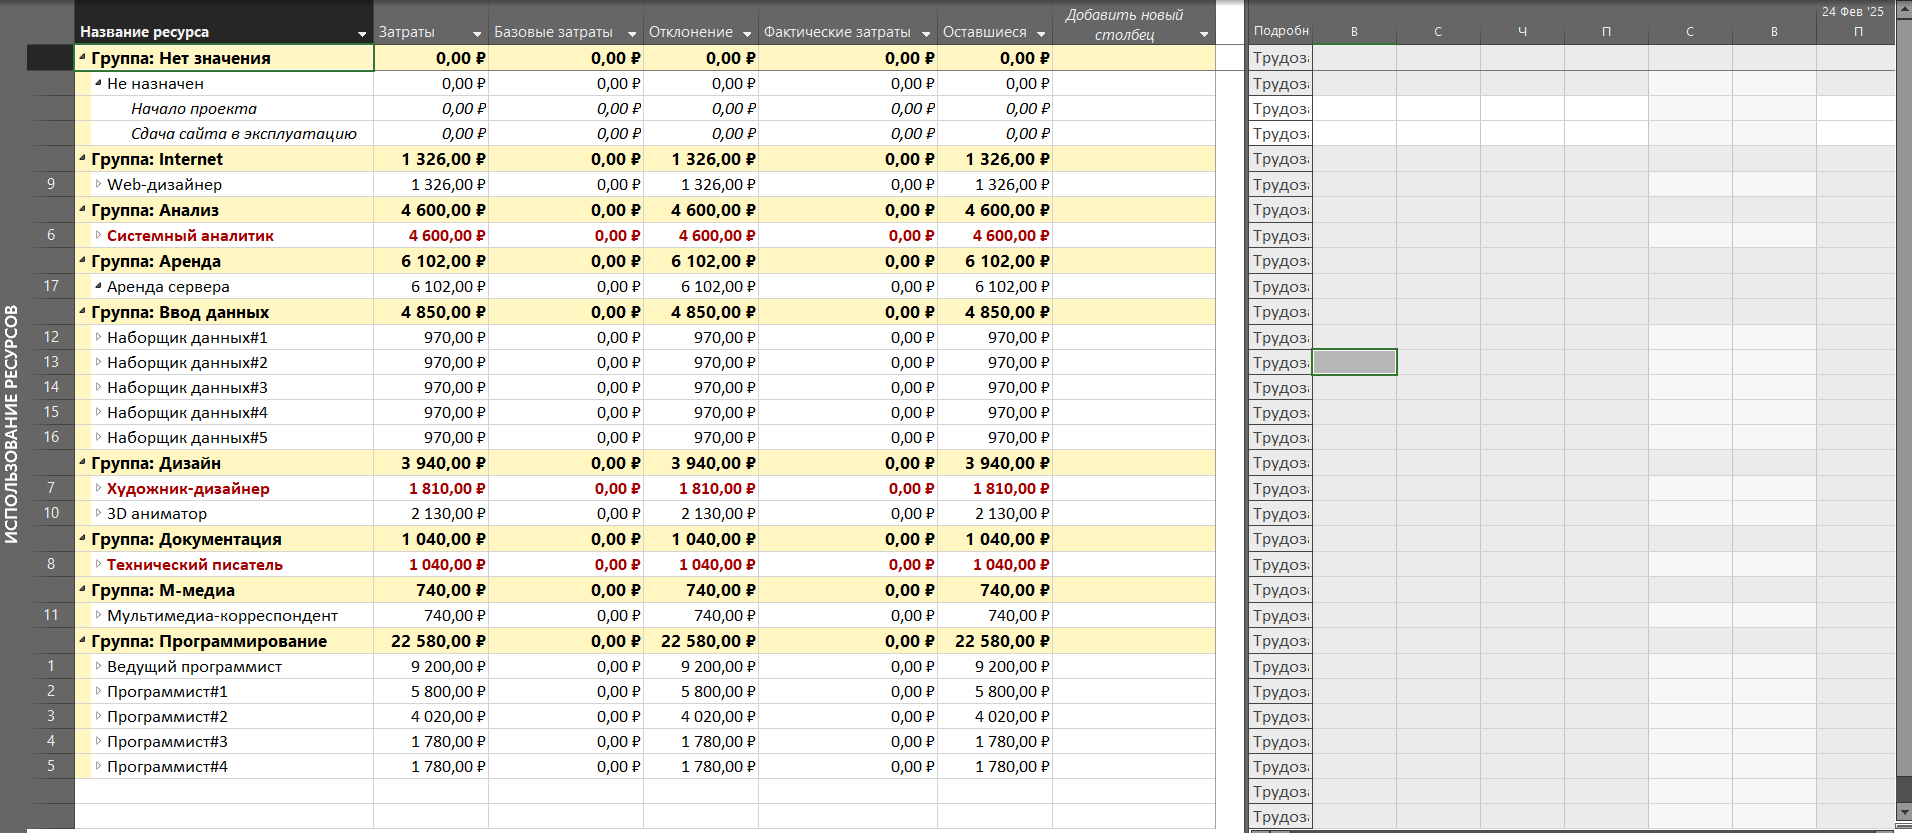 Название ресурса Затраты Базовые затраты Отклонение Фактические затраты Оставшиеся Добавить новый столбец Подробн В С Ч П С В 24 Фев '25 П
ИСПОЛЬЗОВАНИЕ РЕСУРСОВ
Группа: Нет значения 0,00 ₽ 0,00 ₽ 0,00 ₽ 0,00 ₽ 0,00 ₽ Трудоз
Не назначен 0,00 ₽ 0,00 ₽ 0,00 ₽ 0,00 ₽ 0,00 ₽ Трудоз
Начало проекта 0,00 ₽ 0,00 ₽ 0,00 ₽ 0,00 ₽ 0,00 ₽ Трудоз
Сдача сайта в эксплуатацию 0,00 ₽ 0,00 ₽ 0,00 ₽ 0,00 ₽ 0,00 ₽ Трудоз
Группа: Internet 1 326,00 ₽ 0,00 ₽ 1 326,00 ₽ 0,00 ₽ 1 326,00 ₽ Трудоз
9 Web-дизайнер 1 326,00 ₽ 0,00 ₽ 1 326,00 ₽ 0,00 ₽ 1 326,00 ₽ Трудоз
Группа: Анализ 4 600,00 ₽ 0,00 ₽ 4 600,00 ₽ 0,00 ₽ 4 600,00 ₽ Трудоз
6 Системный аналитик 4 600,00 ₽ 0,00 ₽ 4 600,00 ₽ 0,00 ₽ 4 600,00 ₽ Трудоз
Группа: Аренда 6 102,00 ₽ 0,00 ₽ 6 102,00 ₽ 0,00 ₽ 6 102,00 ₽ Трудоз
17 Аренда сервера 6 102,00 ₽ 0,00 ₽ 6 102,00 ₽ 0,00 ₽ 6 102,00 ₽ Трудоз
Группа: Ввод данных 4 850,00 ₽ 0,00 ₽ 4 850,00 ₽ 0,00 ₽ 4 850,00 ₽ Трудоз
12 Наборщик данных#1 970,00 ₽ 0,00 ₽ 970,00 ₽ 0,00 ₽ 970,00 ₽ Трудоз
13 Наборщик данных#2 970,00 ₽ 0,00 ₽ 970,00 ₽ 0,00 ₽ 970,00 ₽ Трудоз
14 Наборщик данных#3 970,00 ₽ 0,00 ₽ 970,00 ₽ 0,00 ₽ 970,00 ₽ Трудоз
15 Наборщик данных#4 970,00 ₽ 0,00 ₽ 970,00 ₽ 0,00 ₽ 970,00 ₽ Трудоз
16 Наборщик данных#5 970,00 ₽ 0,00 ₽ 970,00 ₽ 0,00 ₽ 970,00 ₽ Трудоз
Группа: Дизайн 3 940,00 ₽ 0,00 ₽ 3 940,00 ₽ 0,00 ₽ 3 940,00 ₽ Трудоз
7 Художник-дизайнер 1 810,00 ₽ 0,00 ₽ 1 810,00 ₽ 0,00 ₽ 1 810,00 ₽ Трудоз
10 3D аниматор 2 130,00 ₽ 0,00 ₽ 2 130,00 ₽ 0,00 ₽ 2 130,00 ₽ Трудоз
Группа: Документация 1 040,00 ₽ 0,00 ₽ 1 040,00 ₽ 0,00 ₽ 1 040,00 ₽ Трудоз
8 Технический писатель 1 040,00 ₽ 0,00 ₽ 1 040,00 ₽ 0,00 ₽ 1 040,00 ₽ Трудоз
Группа: М-медиа 740,00 ₽ 0,00 ₽ 740,00 ₽ 0,00 ₽ 740,00 ₽ Трудоз
11 Мультимедиа-корреспондент 740,00 ₽ 0,00 ₽ 740,00 ₽ 0,00 ₽ 740,00 ₽ Трудоз
Группа: Программирование 22 580,00 ₽ 0,00 ₽ 22 580,00 ₽ 0,00 ₽ 22 580,00 ₽ Трудоз
1 Ведущий программист 9 200,00 ₽ 0,00 ₽ 9 200,00 ₽ 0,00 ₽ 9 200,00 ₽ Трудоз
2 Программист#1 5 800,00 ₽ 0,00 ₽ 5 800,00 ₽ 0,00 ₽ 5 800,00 ₽ Трудоз
3 Программист#2 4 020,00 ₽ 0,00 ₽ 4 020,00 ₽ 0,00 ₽ 4 020,00 ₽ Трудоз
4 Программист#3 1 780,00 ₽ 0,00 ₽ 1 780,00 ₽ 0,00 ₽ 1 780,00 ₽ Трудоз
5 Программист#4 1 780,00 ₽ 0,00 ₽ 1 780,00 ₽ 0,00 ₽ 1 780,00 ₽ Трудоз
Трудоз
Трудоз